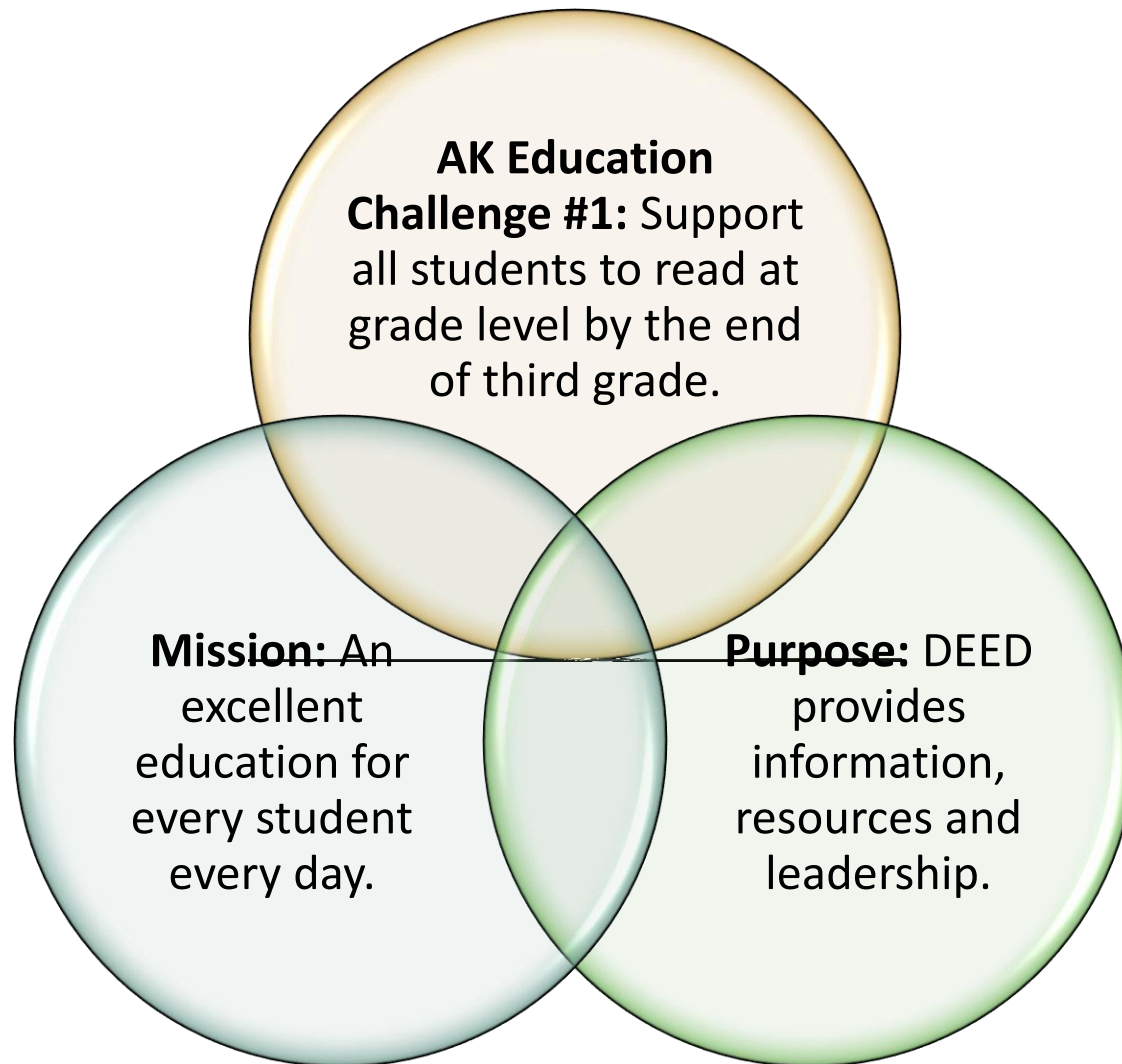 AK Education
Challenge #1: Support
all students to read at
grade level by the end
of third grade.
Mission: An
excellent
education for
every student
every day.
Purpose: DEED
provides
information,
resources and
leadership.